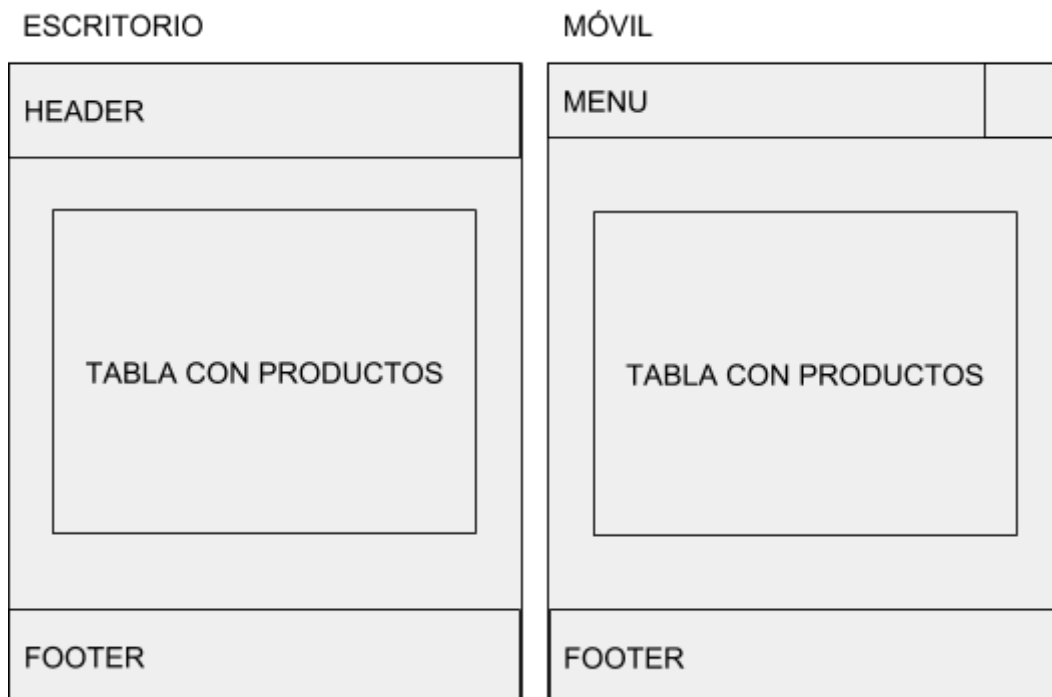 ESCRITORIO
HEADER
TABLA CON PRODUCTOS
FOOTER
MÓVIL
MENU
TABLA CON PRODUCTOS
FOOTER